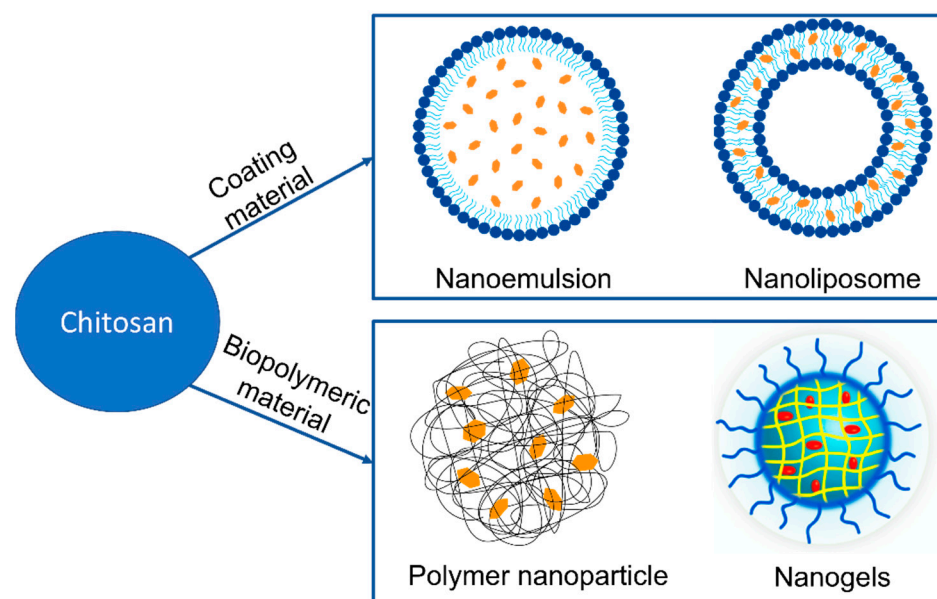 Chitosan
Coating
material
Nanoemulsion
Nanoliposome
Biopolymeric
material
Polymer nanoparticle
Nanogels